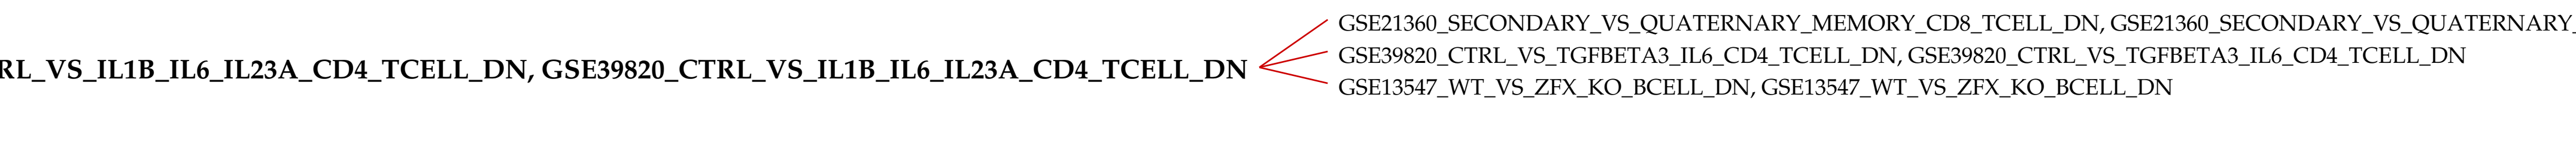 RL_VS_IL1B_IL6_IL23A_CD4_TCELL_DN, GSE39820_CTRL_VS_IL1B_IL6_IL23A_CD4_TCELL_DN
GSE21360_SECONDARY_VS_QUATERNARY_MEMORY_CD8_TCELL_DN, GSE21360_SECONDARY_VS_QUATERNARY_
GSE39820_CTRL_VS_TGFBETA3_IL6_CD4_TCELL_DN, GSE39820_CTRL_VS_TGFBETA3_IL6_CD4_TCELL_DN
GSE13547_WT_VS_ZFX_KO_BCELL_DN, GSE13547_WT_VS_ZFX_KO_BCELL_DN